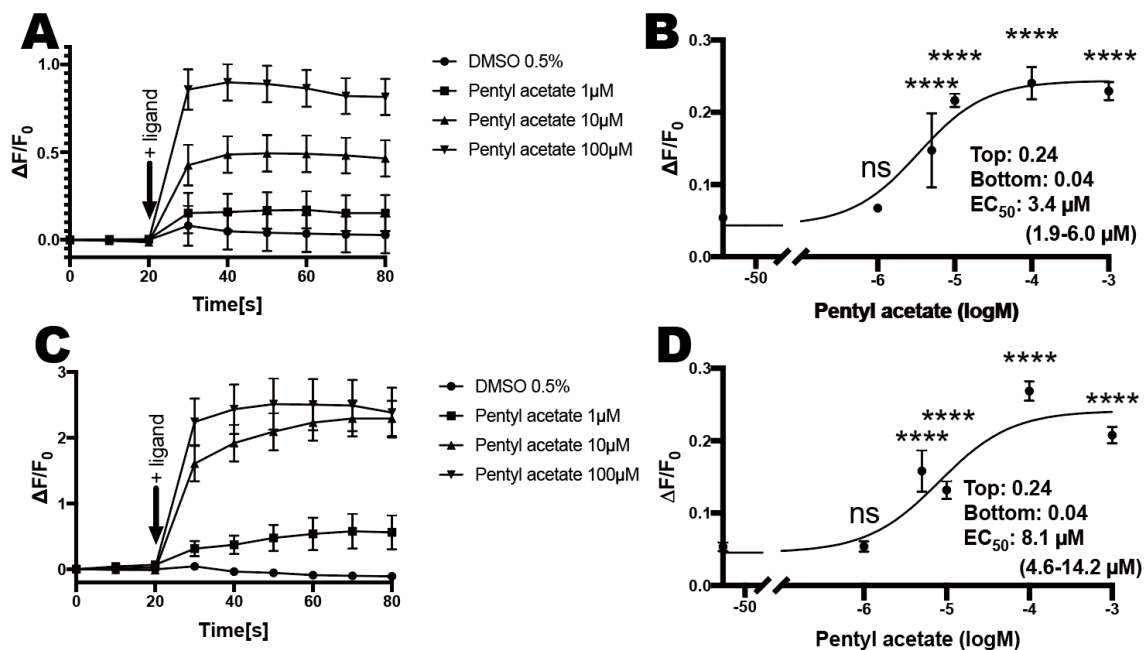 A
ΔF/F0
1.0
0.5
0.0
+ ligand
0
20
40
60
80
Time[s]
DMSO 0.5%
Pentyl acetate 1µM
Pentyl acetate 10µM
Pentyl acetate 100µM
B
ΔF/F0
0.3
0.2
0.1
0.0
ns
****
****
****
****
Top: 0.24
Bottom: 0.04
EC50: 3.4 µM
(1.9-6.0 µM)
-50
-6
-5
-4
-3
Pentyl acetate (logM)
C
ΔF/F0
3
2
1
0
+ ligand
0
20
40
60
80
Time[s]
DMSO 0.5%
Pentyl acetate 1µM
Pentyl acetate 10µM
Pentyl acetate 100µM
D
ΔF/F0
0.3
0.2
0.1
0.0
ns
****
****
****
****
Top: 0.24
Bottom: 0.04
EC50: 8.1 µM
(4.6-14.2 µM)
-50
-6
-5
-4
-3
Pentyl acetate (logM)